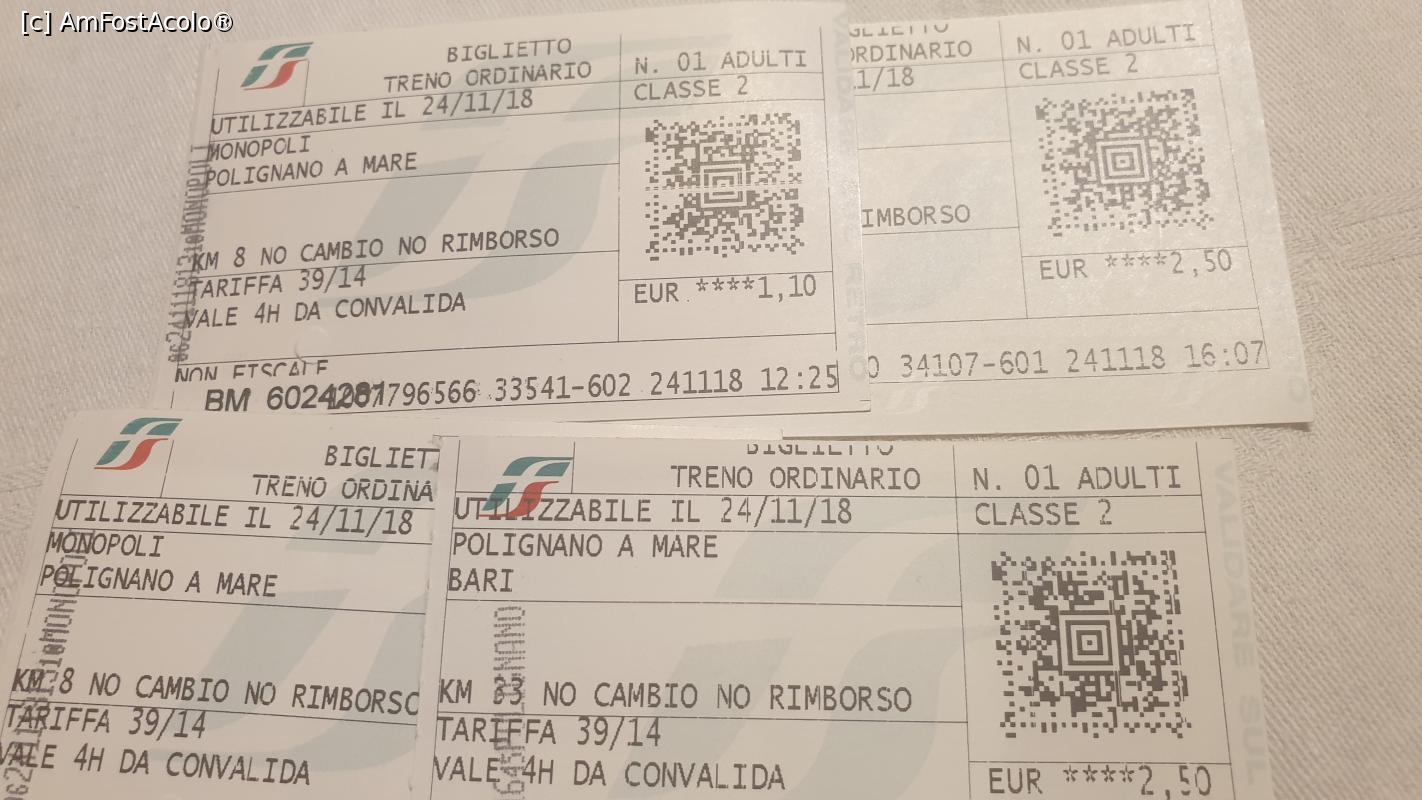 [c] AmFostAcolo®
BIGLIETTO
TRENO ORDINARIO
N. 01 ADULTI
UTILIZZABILE IL 24/11/18
CLASSE 2
MONOPOLI
POLIGNANO A MARE
KM 8 NO CAMBIO NO RIMBORSO
TARIFFA 39/14
VALE 4H DA CONVALIDA
EUR ****1,10
NON FISCALE
BM 33541-602 241118 12:25
ORDINARIO
N. 01 ADULTI
1/18
CLASSE 2
IMBORSO
EUR ****2,50
34107-601 241118 16:07
BIGLIET
TRENO ORDINA
UTILIZZABILE IL 24/11/18
MONOPOLI
POLIGNANO A MARE
KM 8 NO CAMBIO NO RIMBORSO
TARIFFA 39/14
VALE 4H DA CONVALIDA
BIGLIETTO
TRENO ORDINARIO
N. 01 ADULTI
UTILIZZABILE IL 24/11/18
CLASSE 2
POLIGNANO A MARE
BARI
KM 33 NO CAMBIO NO RIMBORSO
TARIFFA 39/14
VALE 4H DA CONVALIDA
EUR ****2,50